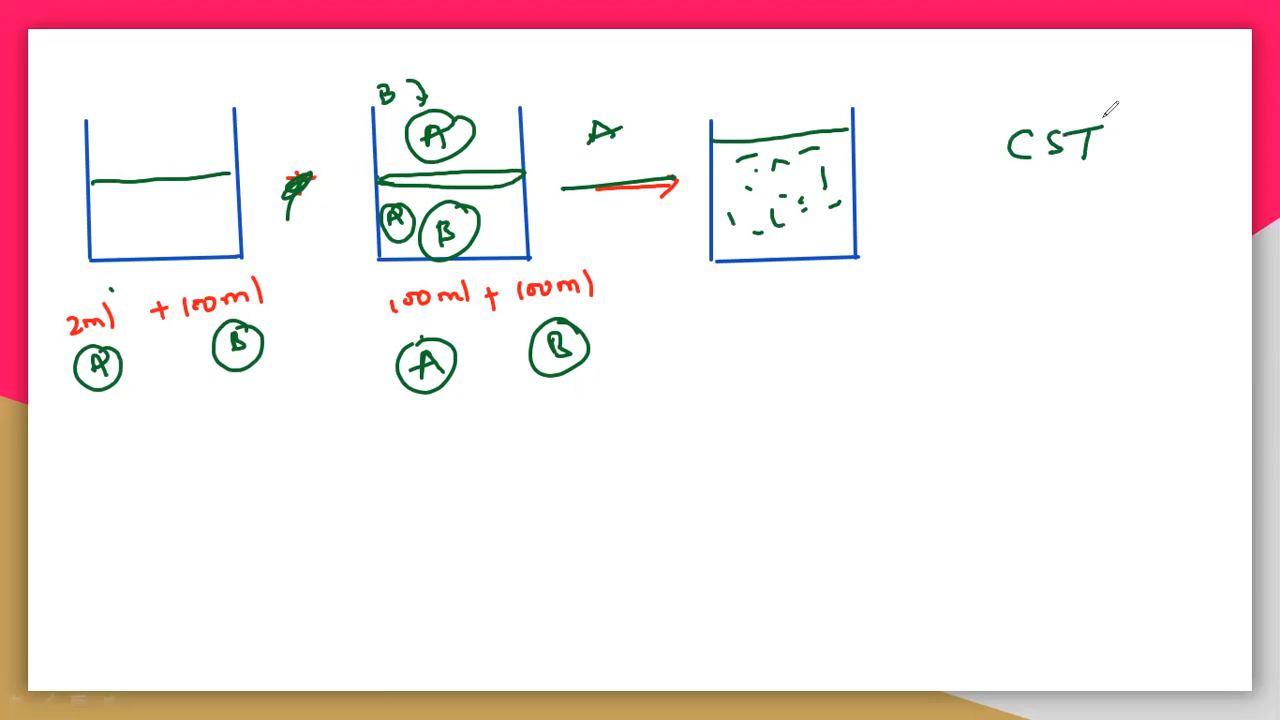 B
A
A
CST
A B
2ml + 100ml
100ml + 100ml
A B
A B